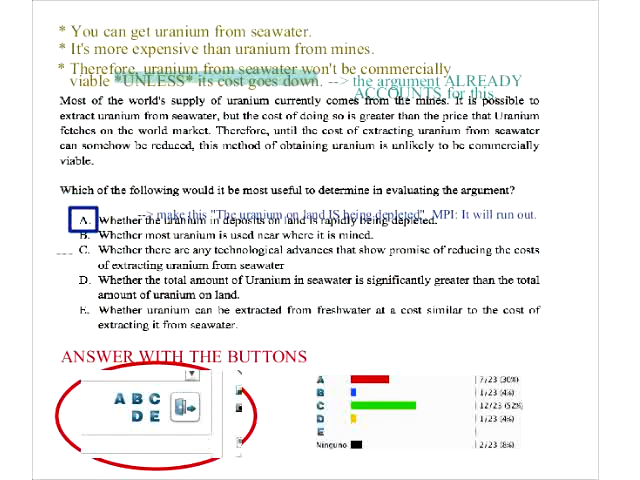 * You can get uranium from seawater.
* It's more expensive than uranium from mines.
* Therefore, uranium from seawater won't be commercially
viable *UNLESS* its cost goes down. --> the argument ALREADY
ACCOUNTS for this.
Most of the world's supply of uranium currently comes from the mines. It is possible to
extract uranium from seawater, but the cost of doing so is greater than the price that Uranium
fetches on the world market. Therefore, until the cost of extracting uranium from seawater
can somehow be reduced, this method of obtaining uranium is unlikely to be commercially
viable.
Which of the following would it be most useful to determine in evaluating the argument?
--> make this "The uranium on land IS being depleted". MPI: It will run out.
A. Whether the uranium in deposits on land is rapidly being depleted.
B. Whether most uranium is used near where it is mined.
C. Whether there are any technological advances that show promise of reducing the costs
of extracting uranium from seawater
D. Whether the total amount of Uranium in seawater is significantly greater than the total
amount of uranium on land.
E. Whether uranium can be extracted from freshwater at a cost similar to the cost of
extracting it from seawater.
ANSWER WITH THE BUTTONS
A B C
D E
A 7/23 (30%)
B 1/23 (4%)
C 12/23 (52%)
D 1/23 (4%)
E
Ninguno 2/23 (8%)